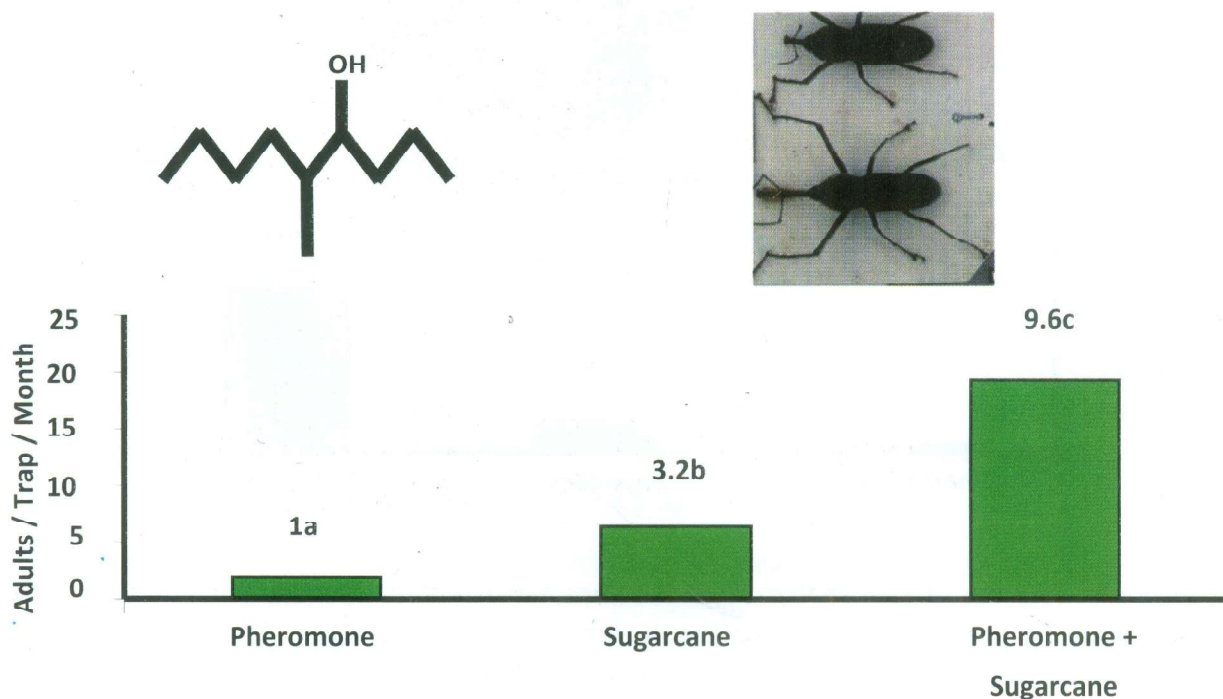 OH
Adults / Trap / Month
25
20
15
10
5
0
1a
3.2b
9.6c
Pheromone
Sugarcane
Pheromone +
Sugarcane